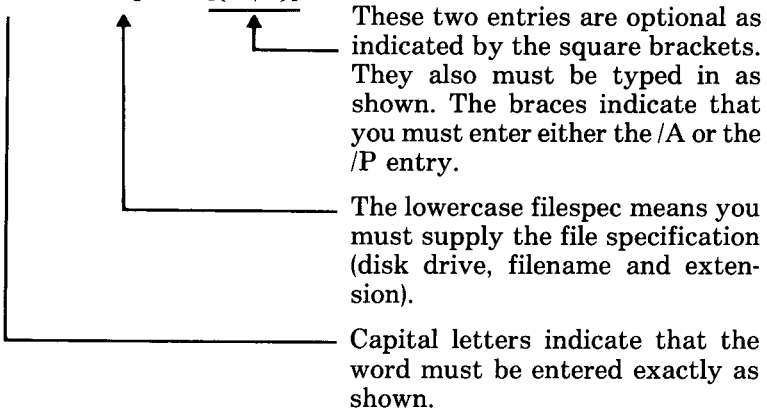 These two entries are optional as
indicated by the square brackets.
They also must be typed in as
shown. The braces indicate that
you must enter either the /A or the
/P entry.
The lowercase filespec means you
must supply the file specification
(disk drive, filename and exten-
sion).
Capital letters indicate that the
word must be entered exactly as
shown.